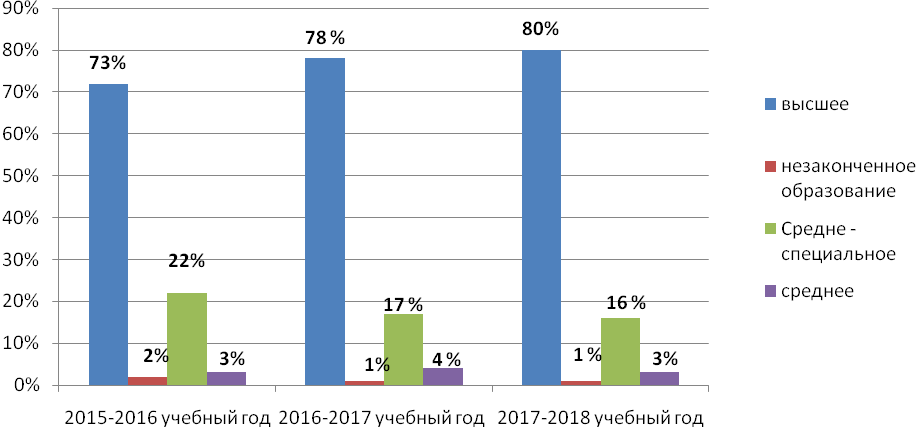 90%
80%
70%
60%
50%
40%
30%
20%
10%
0%
73%
2%
22%
3%
78 %
1%
17 %
4 %
80%
1 %
16 %
3%
2015-2016 учебный год
2016-2017 учебный год
2017-2018 учебный год
высшее
незаконченное
образование
Средне -
специальное
среднее